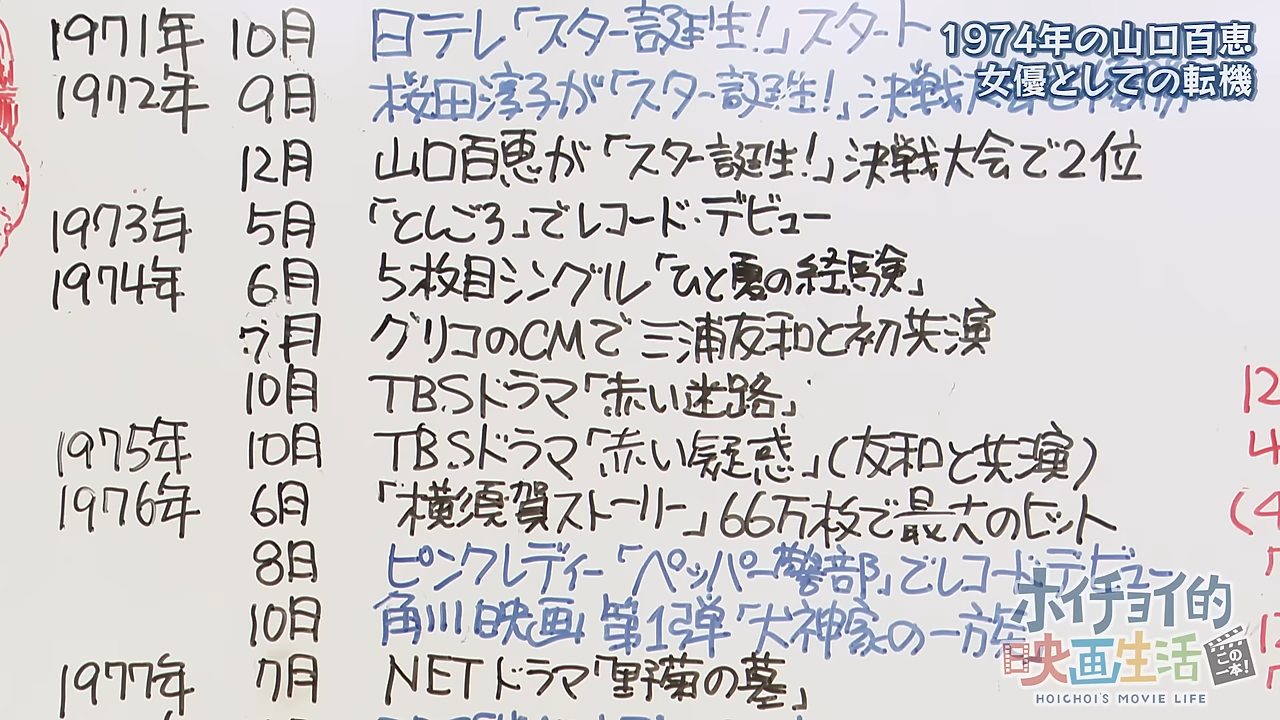 1974年の山口百恵
女優としての転機
1971年 10月 日テレ「スター誕生!」スタート
1972年 9月 桜田淳子が「スター誕生!」決戦大会で
12月 山口百恵が「スター誕生!」決戦大会で2位
1973年 5月 「としごろ」でレコード・デビュー
1974年 6月 5枚目シングル「ひと夏の経験」
7月 グリコのCMで三浦友和と初共演
10月 TBSドラマ「赤い迷路」
12
1975年 10月 TBSドラマ「赤い疑惑」(友和と共演)
4
1976年 6月 「横須賀ストーリー」66万枚で最大のヒット
(4
8月 ピンクレディー「ペッパー警部」でレコードデビュー
10月 角川映画 第1弾「犬神家の一族
1977年 7月 NETドラマ「野菊の墓」
ホイチョイ的
映画生活
この一本!
HOICHOI'S MOVIE LIFE